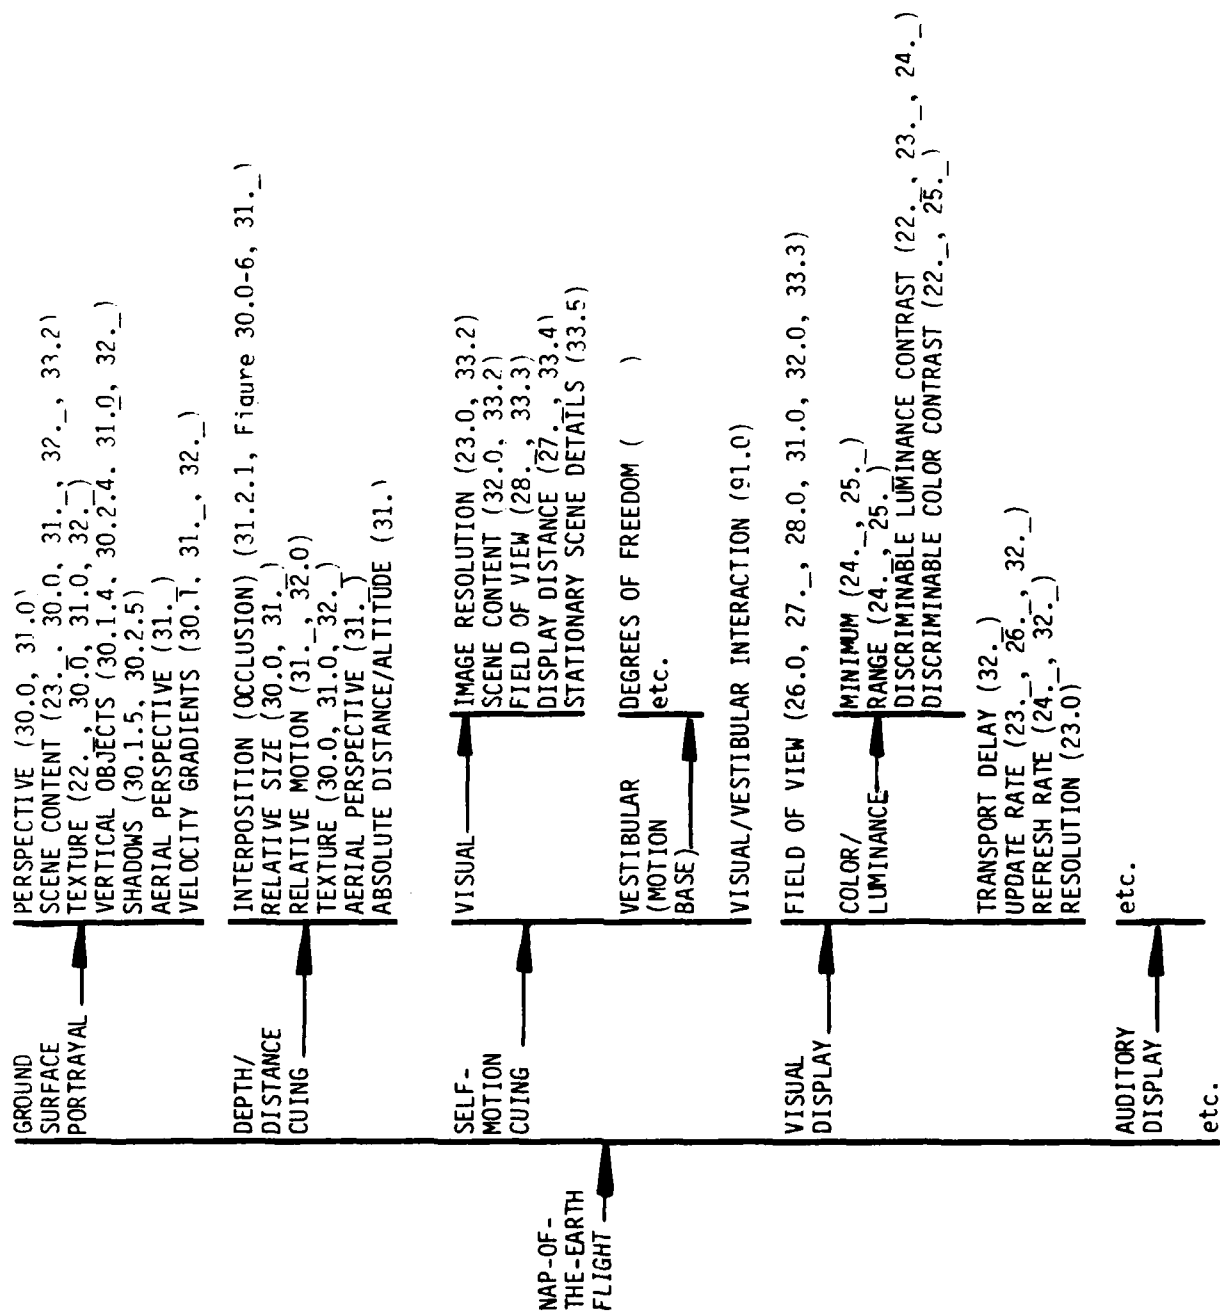 NAP-OF-
THE-EARTH
FLIGHT
GROUND
SURFACE
PORTRAYAL
PERSPECTIVE (30.0, 31.0)
SCENE CONTENT (23._. 30.0, 31._, 32._, 33.2)
TEXTURE (22._, 30.0, 31.0, 32._)
VERTICAL OBJECTS (30.1.4. 30.2.4. 31.0, 32._)
SHADOWS (30.1.5, 30.2.5)
AERIAL PERSPECTIVE (31._)
VELOCITY GRADIENTS (30.1. 31._, 32._)
DEPTH/
DISTANCE
CUING
INTERPOSITION (OCCLUSION) (31.2.1, Figure 30.0-6, 31._)
RELATIVE SIZE (30.0, 31._)
RELATIVE MOTION (31._, 32.0)
TEXTURE (30.0, 31.0, 32._)
AERIAL PERSPECTIVE (31._)
ABSOLUTE DISTANCE/ALTITUDE (31.)
SELF-
MOTION
CUING
VISUAL
IMAGE RESOLUTION (23.0, 33.2)
SCENE CONTENT (32.0, 33.2)
FIELD OF VIEW (28._, 33.3)
DISPLAY DISTANCE (27._, 33.4)
STATIONARY SCENE DETAILS (33.5)
VESTIBULAR
(MOTION
BASE)
DEGREES OF FREEDOM ( )
etc.
VISUAL/VESTIBULAR INTERACTION (91.0)
VISUAL
DISPLAY
FIELD OF VIEW (26.0, 27._, 28.0, 31.0, 32.0, 33.3)
COLOR/
LUMINANCE
MINIMUM (24._, 25._)
RANGE (24._, 25._)
DISCRIMINABLE LUMINANCE CONTRAST (22._, 23._, 24._)
DISCRIMINABLE COLOR CONTRAST (22._, 25._)
TRANSPORT DELAY (32._)
UPDATE RATE (23._, 26._, 32._)
REFRESH RATE (24._, 32._)
RESOLUTION (23.0)
AUDITORY
DISPLAY
etc.
etc.